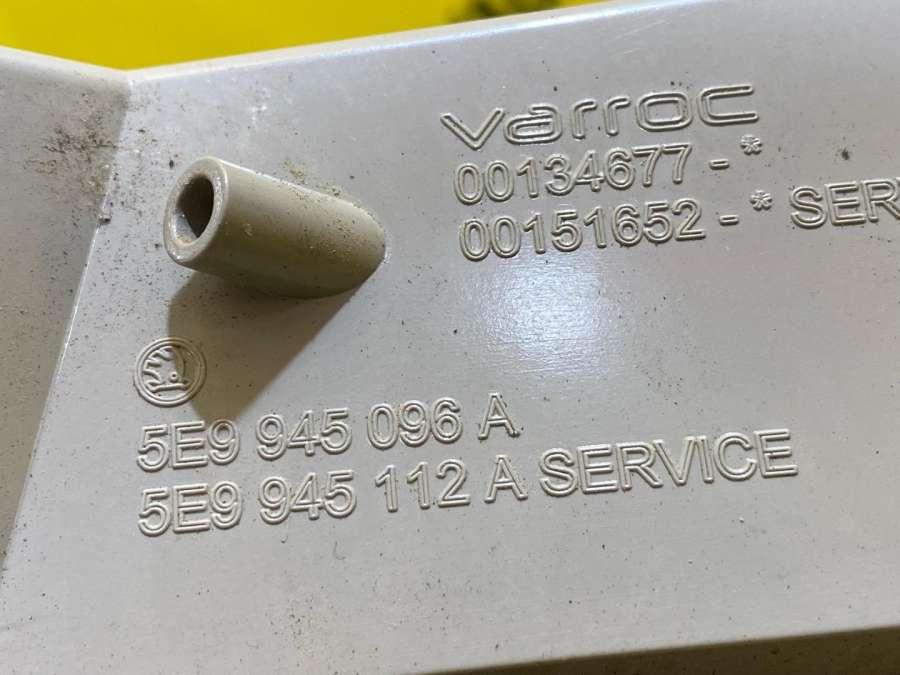 varroc
00134677 - *
00151652 - * SER
5E9 945 096 A
5E9 945 112 A SERVICE